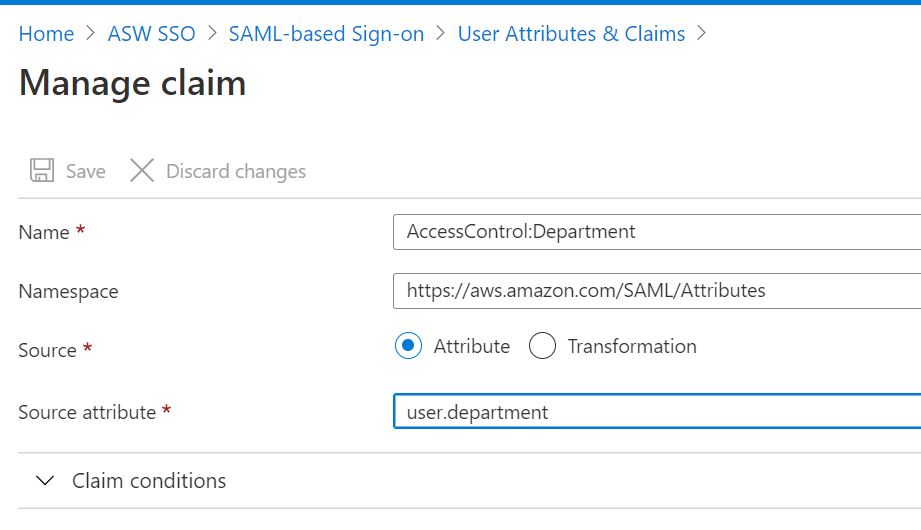 Home > ASW SSO > SAML-based Sign-on > User Attributes & Claims >
Manage claim
Save Discard changes
Name * AccessControl:Department
Namespace https://aws.amazon.com/SAML/Attributes
Source * Attribute Transformation
Source attribute * user.department
Claim conditions